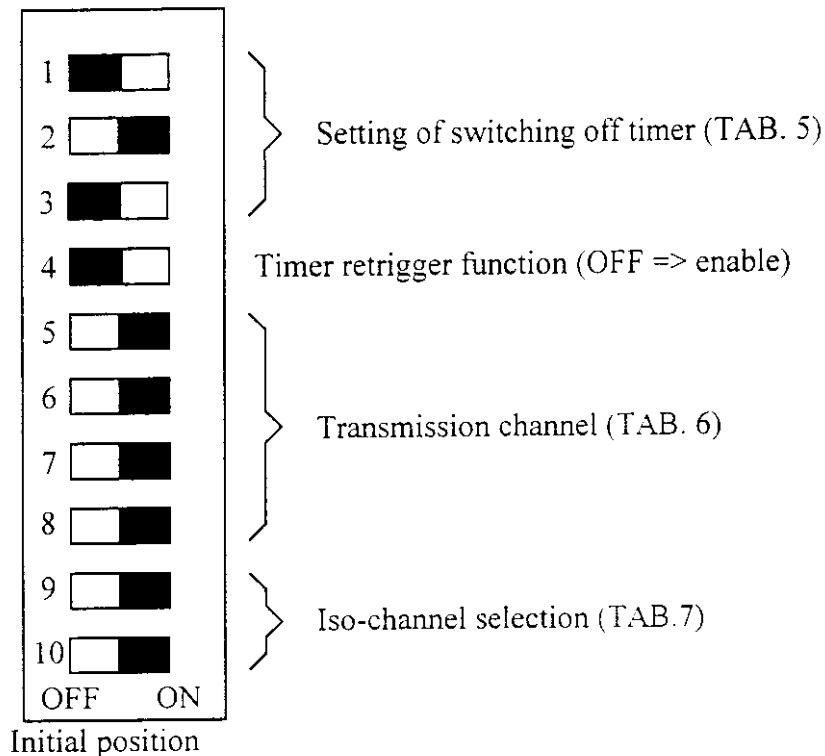 1
2 Setting of switching off timer (TAB. 5)
3
4 Timer retrigger function (OFF => enable)
5
6
Transmission channel (TAB. 6)
7
8
9
Iso-channel selection (TAB.7)
10
OFF ON
Initial position